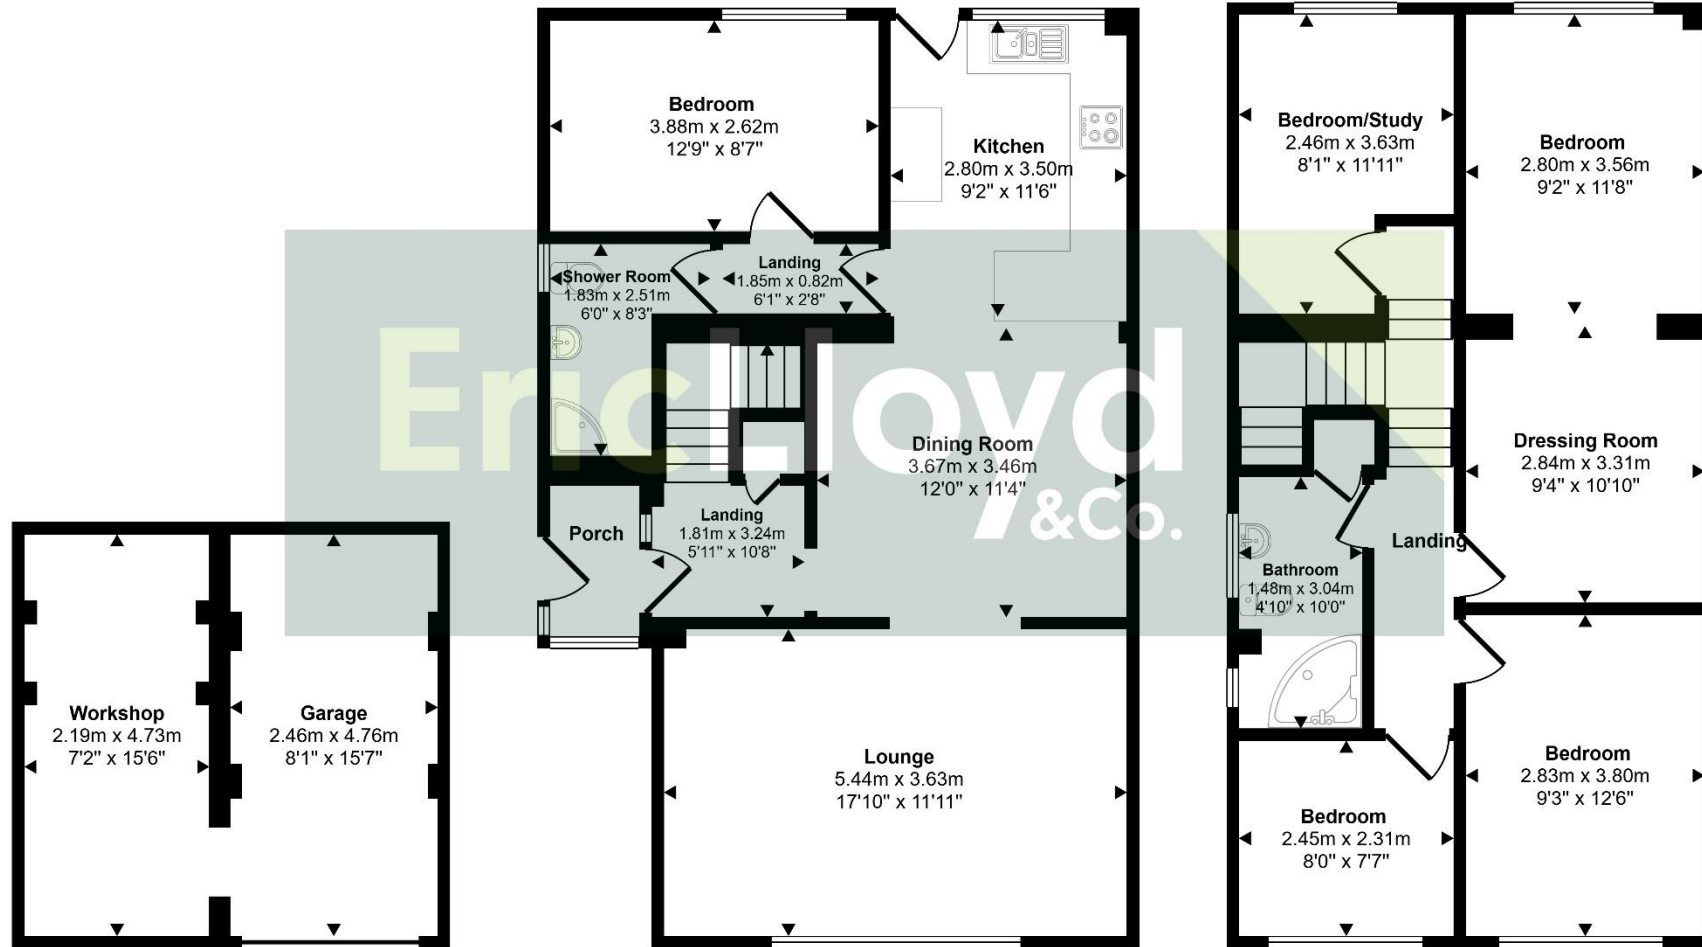 Bedroom
3.88m x 2.62m
12'9" x 8'7"
Kitchen
2.80m x 3.50m
9'2" x 11'6"
Shower Room
1.83m x 2.51m
6'0" x 8'3"
Landing
1.85m x 0.82m
6'1" x 2'8"
Dining Room
3.67m x 3.46m
12'0" x 11'4"
Porch
Landing
1.81m x 3.24m
5'11" x 10'8"
Lounge
5.44m x 3.63m
17'10" x 11'11"
Workshop
2.19m x 4.73m
7'2" x 15'6"
Garage
2.46m x 4.76m
8'1" x 15'7"
Bedroom/Study
2.46m x 3.63m
8'1" x 11'11"
Bedroom
2.80m x 3.56m
9'2" x 11'8"
Dressing Room
2.84m x 3.31m
9'4" x 10'10"
Landing
Bathroom
1.48m x 3.04m
4'10" x 10'0"
Bedroom
2.83m x 3.80m
9'3" x 12'6"
Bedroom
2.45m x 2.31m
8'0" x 7'7"
EricLloyd
&Co.